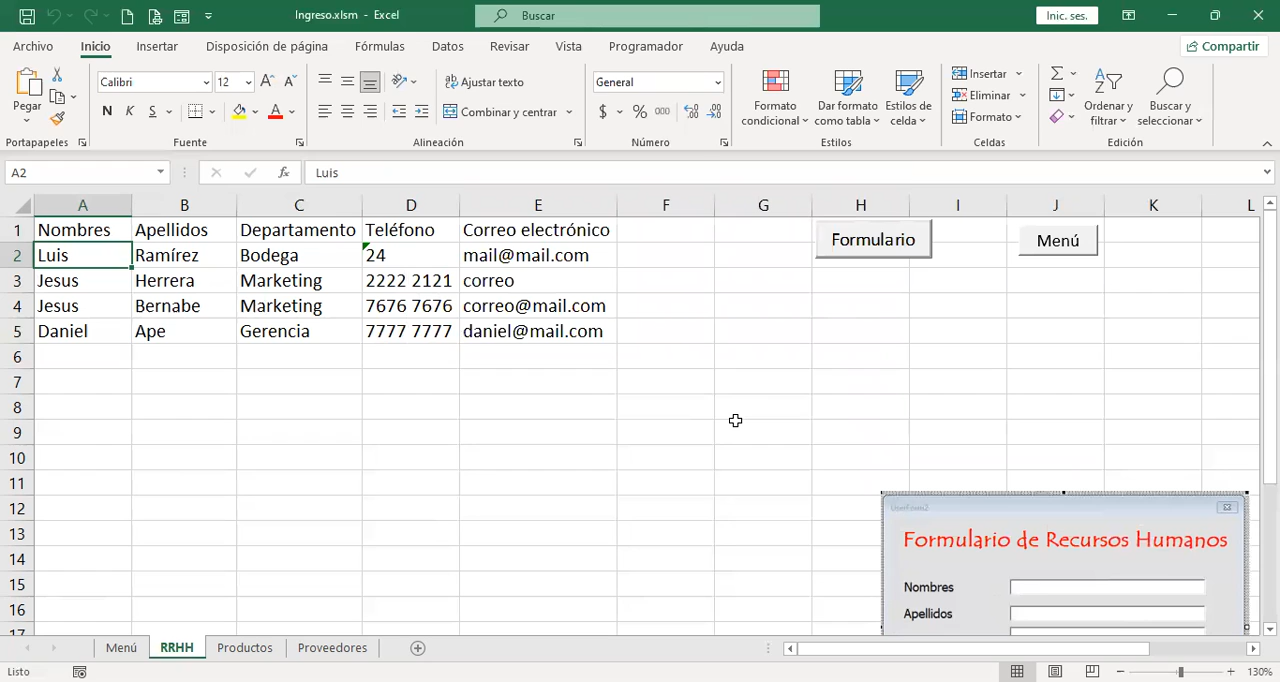 Ingreso.xlsm - Excel
Buscar
Inic. ses.
Archivo Inicio Insertar Disposición de página Fórmulas Datos Revisar Vista Programador Ayuda
Compartir
Pegar
Portapapeles
Calibri 12
N K S
Fuente
Ajustar texto
Combinar y centrar
Alineación
General
$ % 000
Número
Formato condicional
Dar formato como tabla
Estilos de celda
Estilos
Insertar
Eliminar
Formato
Celdas
Ordenar y filtrar
Buscar y seleccionar
Edición
A2 fx Luis
A B C D E F G H I J K L
1 Nombres Apellidos Departamento Teléfono Correo electrónico
2 Luis Ramírez Bodega 24 mail@mail.com
3 Jesus Herrera Marketing 2222 2121 correo
4 Jesus Bernabe Marketing 7676 7676 correo@mail.com
5 Daniel Ape Gerencia 7777 7777 daniel@mail.com
6
7
8
9
10
11
12
13
14
15
16
17
Formulario
Menú
UserForm2
Formulario de Recursos Humanos
Nombres
Apellidos
Menú RRHH Productos Proveedores
Listo
130%